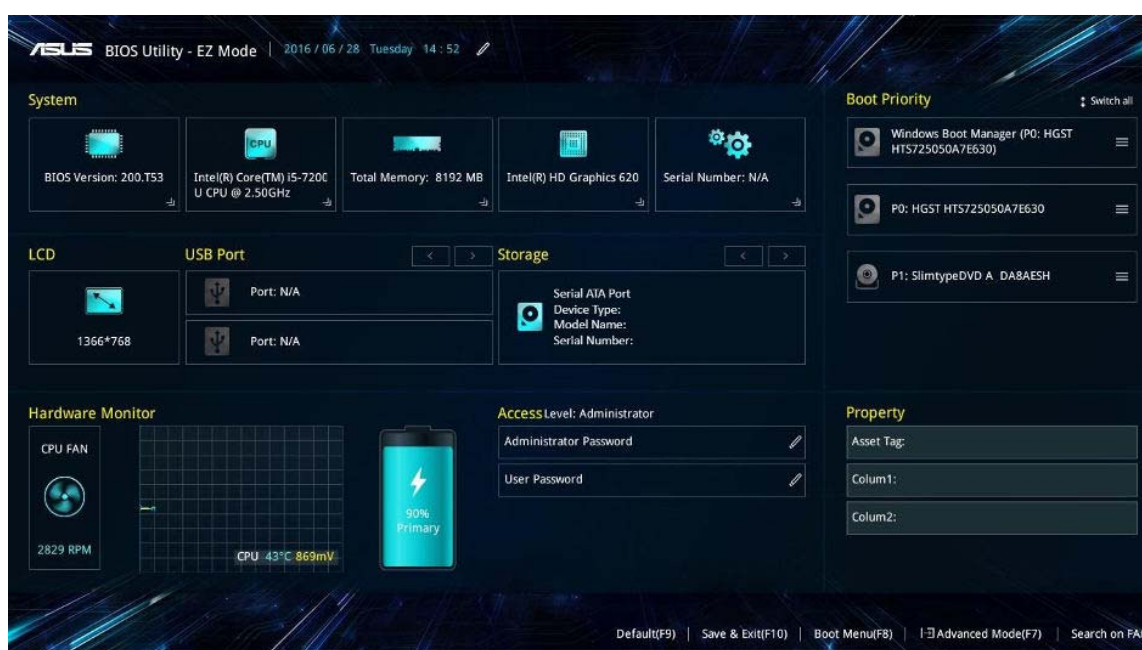 ASUS BIOS Utility - EZ Mode | 2016 / 06 / 28 Tuesday 14 : 52
System
BIOS Version: 200.T53
CPU
Intel(R) Core(TM) i5-7200
U CPU @ 2.50GHz
Total Memory: 8192 MB
Intel(R) HD Graphics 620
Serial Number: N/A
Boot Priority
Switch all
Windows Boot Manager (P0: HGST
HTS725050A7E630)
P0: HGST HTS725050A7E630
P1: SlimtypeDVD A DA8AESH
LCD
1366*768
USB Port
< >
Port: N/A
Port: N/A
Storage
< >
Serial ATA Port
Device Type:
Model Name:
Serial Number:
Hardware Monitor
CPU FAN
2829 RPM
CPU 43°C 869mV
90%
Primary
Access Level: Administrator
Administrator Password
User Password
Property
Asset Tag:
Colum1:
Colum2:
Default(F9) | Save & Exit(F10) | Boot Menu(F8) | Advanced Mode(F7) | Search on